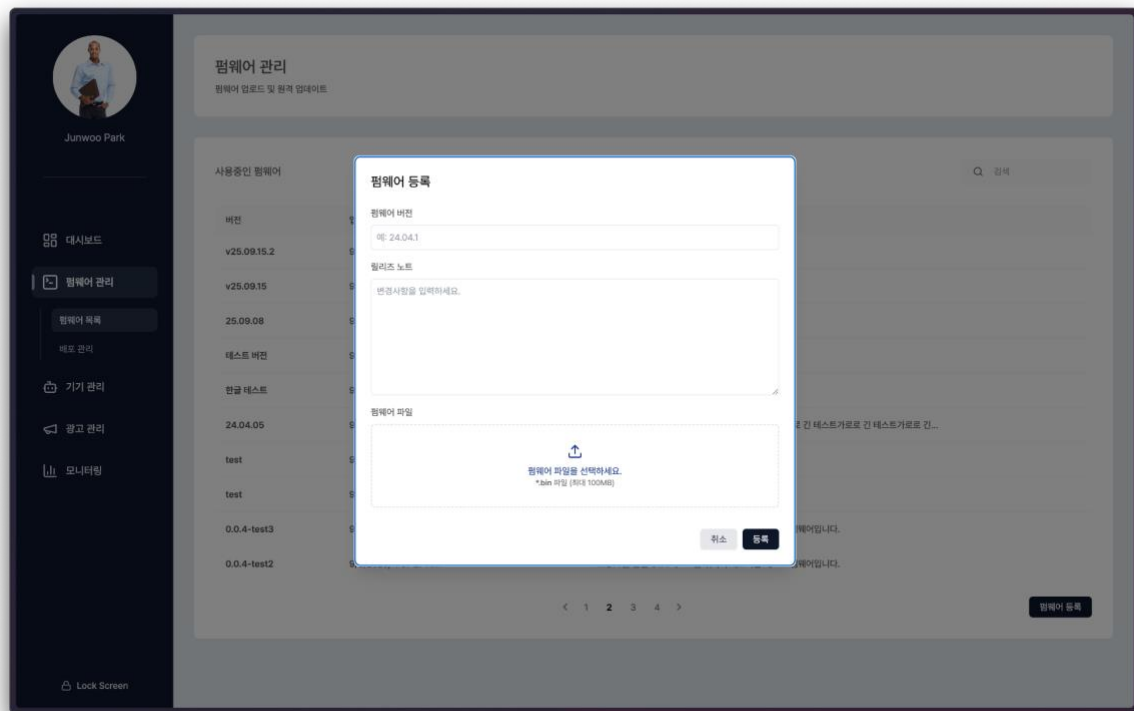 Junwoo Park
대시보드
펌웨어 관리
펌웨어 목록
배포 관리
기기 관리
광고 관리
모니터링
Lock Screen
펌웨어 관리
펌웨어 업로드 및 원격 업데이트
사용중인 펌웨어
검색
버전
v25.09.15.2
v25.09.15
25.09.08
테스트 버전
한글 테스트
24.04.05
긴 테스트가로로 긴 테스트가로로 긴...
test
test
0.0.4-test3
펌웨어입니다.
0.0.4-test2
펌웨어입니다.
< 1 2 3 4 >
펌웨어 등록
펌웨어 등록
펌웨어 버전
예: 24.04.1
릴리즈 노트
변경사항을 입력하세요.
펌웨어 파일
펌웨어 파일을 선택하세요.
*.bin 파일 (최대 100MB)
취소
등록